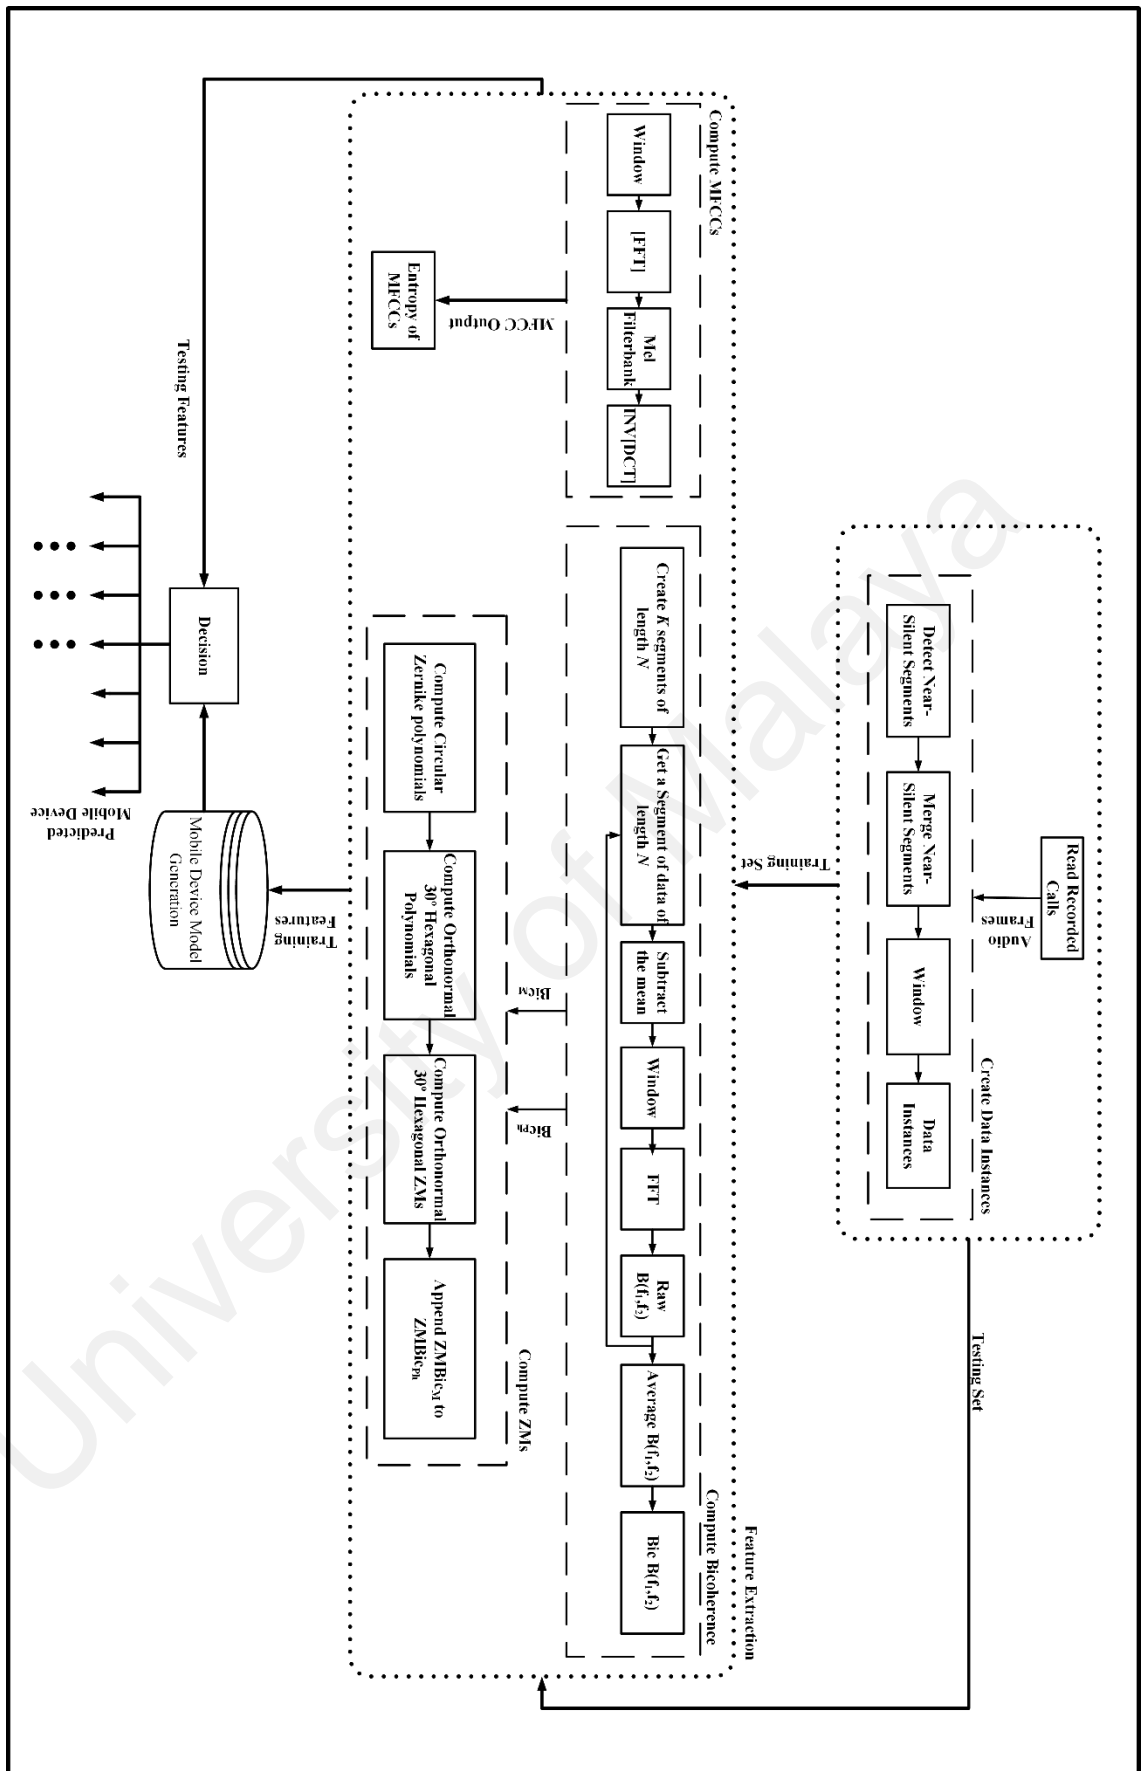 Read Recorded
Calls
Audio
Frames
Create Data Instances
Detect Near-
Silent Segments
Merge Near-
Silent Segments
Window
Data
Instances
Training Set
Testing Set
Feature Extraction
Compute MFCCs
Window
[FFT]
Mel
Filterbank
INV[DCT]
MFCC Output
Entropy of
MFCCs
Compute Bicoherence
Create K segments of
length N
Get a Segment of data of
length N
Subtract
the mean
Window
FFT
Raw
B(f₁,f₂)
Average B(f₁,f₂)
Bic B(f₁,f₂)
Bic_M
Bic_Ph
Compute ZMs
Compute Circular
Zernike polynomials
Compute Orthonormal
30° Hexagonal
Polynomials
Compute Orthonormal
30° Hexagonal ZMs
Append ZMBic_M to
ZMBic_Ph
Testing Features
Training
Features
Decision
Mobile Device Model
Generation
Predicted
Mobile Device
University of Malaya